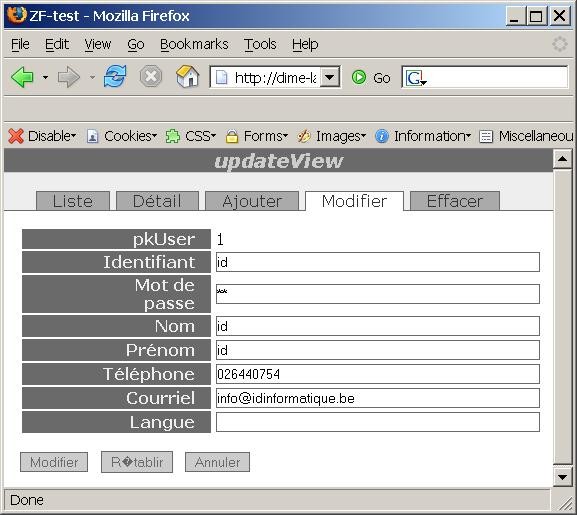 ZF-test - Mozilla Firefox
File Edit View Go Bookmarks Tools Help
http://dime-la Go G
Disable Cookies CSS Forms Images Information Miscellaneou
updateView
Liste Détail Ajouter Modifier Effacer
pkUser 1
Identifiant id
Mot de
passe **
Nom id
Prénom id
Téléphone 026440754
Courriel info@idinformatique.be
Langue
Modifier R�tablir Annuler
Done